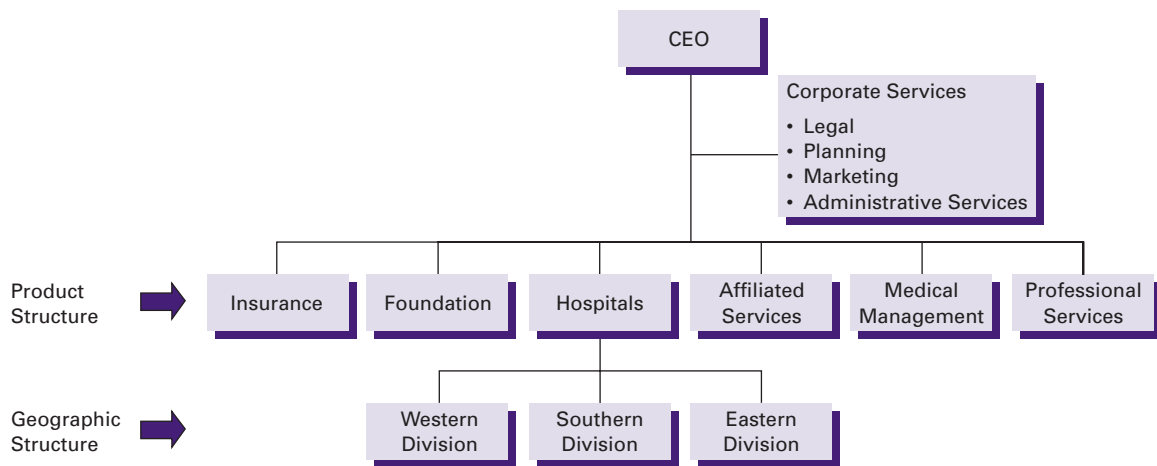 CEO
Corporate Services
• Legal
• Planning
• Marketing
• Administrative Services
Product
Structure
Insurance
Foundation
Hospitals
Affiliated
Services
Medical
Management
Professional
Services
Geographic
Structure
Western
Division
Southern
Division
Eastern
Division